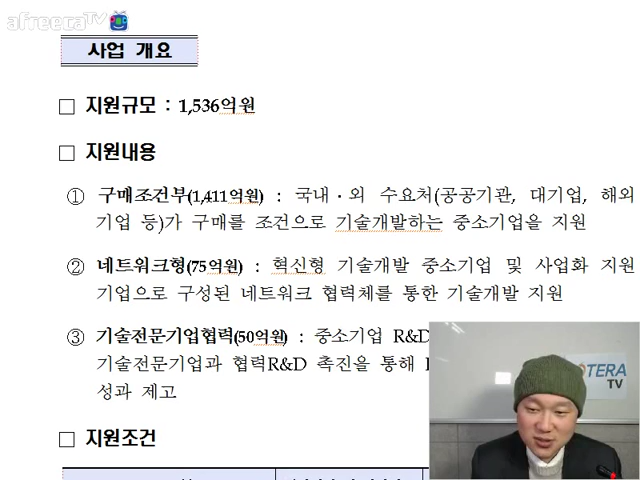 afreecaTV
사업 개요
□ 지원규모 : 1,536억원
□ 지원내용
① 구매조건부(1,411억원) : 국내·외 수요처(공공기관, 대기업, 해외
기업 등)가 구매를 조건으로 기술개발하는 중소기업을 지원
② 네트워크형(75억원) : 혁신형 기술개발 중소기업 및 사업화 지원
기업으로 구성된 네트워크 협력체를 통한 기술개발 지원
③ 기술전문기업협력(50억원) : 중소기업 R&D
기술전문기업과 협력R&D 촉진을 통해
성과 제고
TERA
TV
□ 지원조건